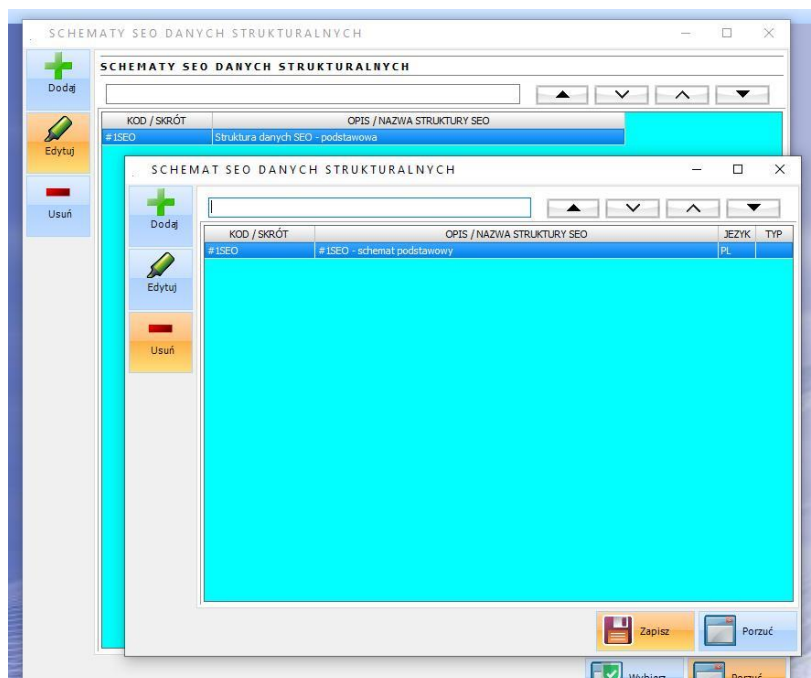 SCHEMATY SEO DANYCH STRUKTURALNYCH
SCHEMATY SEO DANYCH STRUKTURALNYCH
Dodaj
KOD / SKRÓT OPIS / NAZWA STRUKTURY SEO
#1SEO Struktura danych SEO - podstawowa
Edytuj
Usuń
SCHEMAT SEO DANYCH STRUKTURALNYCH
Dodaj
KOD / SKRÓT OPIS / NAZWA STRUKTURY SEO JEZYK TYP
#1SEO #1SEO - schemat podstawowy PL
Edytuj
Usuń
Zapisz Porzuć
Wybierz Porzuć